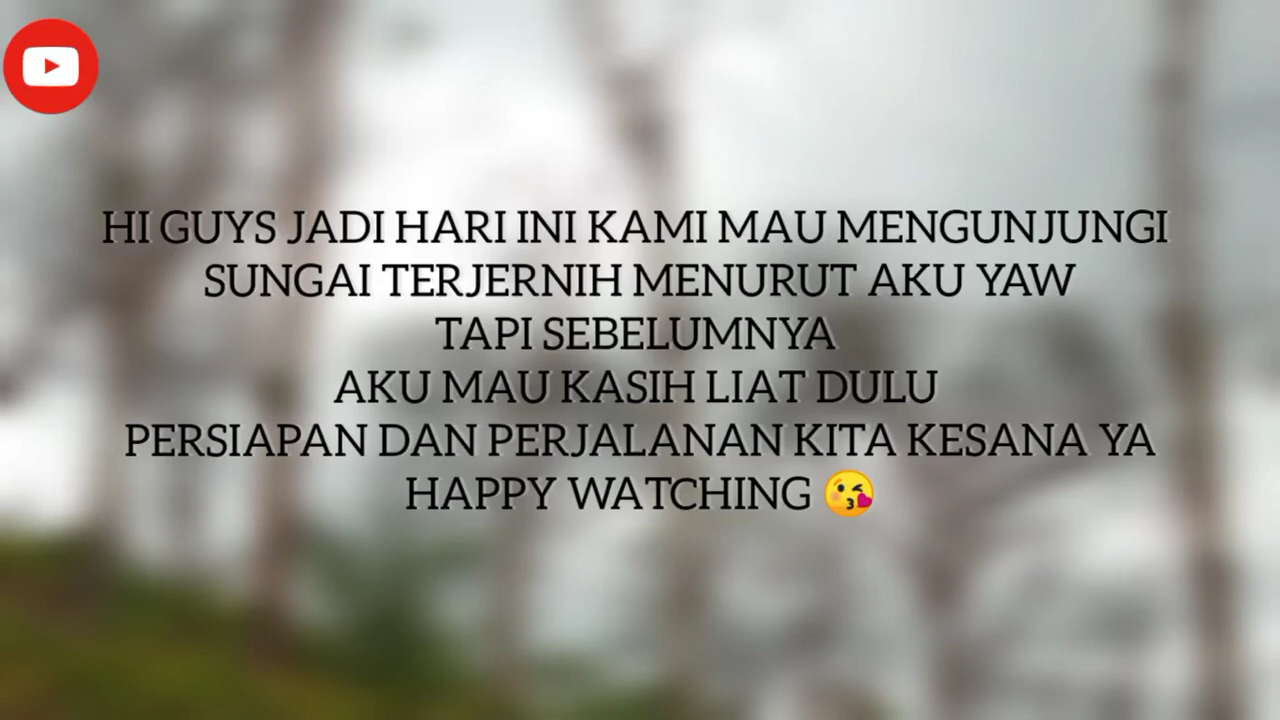 HI GUYS JADI HARI INI KAMI MAU MENGUNJUNGI
SUNGAI TERJERNIH MENURUT AKU YAW
TAPI SEBELUMNYA
AKU MAU KASIH LIAT DULU
PERSIAPAN DAN PERJALANAN KITA KESANA YA
HAPPY WATCHING 😘